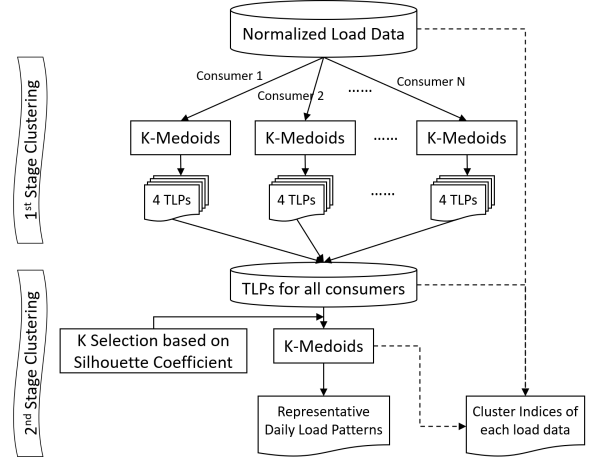 Normalized Load Data
Consumer 1
Consumer 2
......
Consumer N
1st Stage Clustering
K-Medoids
K-Medoids
......
K-Medoids
4 TLPs
4 TLPs
......
4 TLPs
TLPs for all consumers
2nd Stage Clustering
K Selection based on
Silhouette Coefficient
K-Medoids
Representative
Daily Load Patterns
Cluster Indices of
each load data